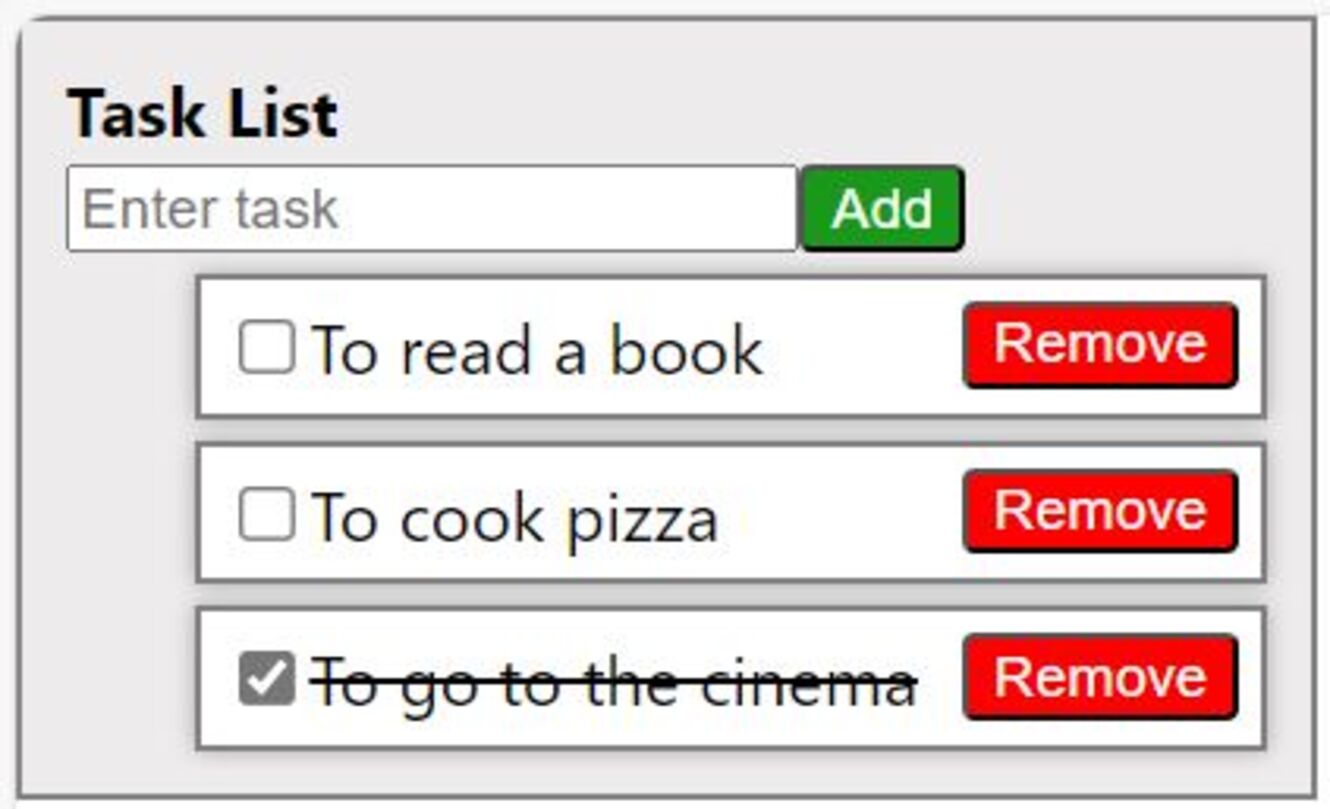 Task List
Enter task Add
To read a book Remove
To cook pizza Remove
To go to the cinema Remove